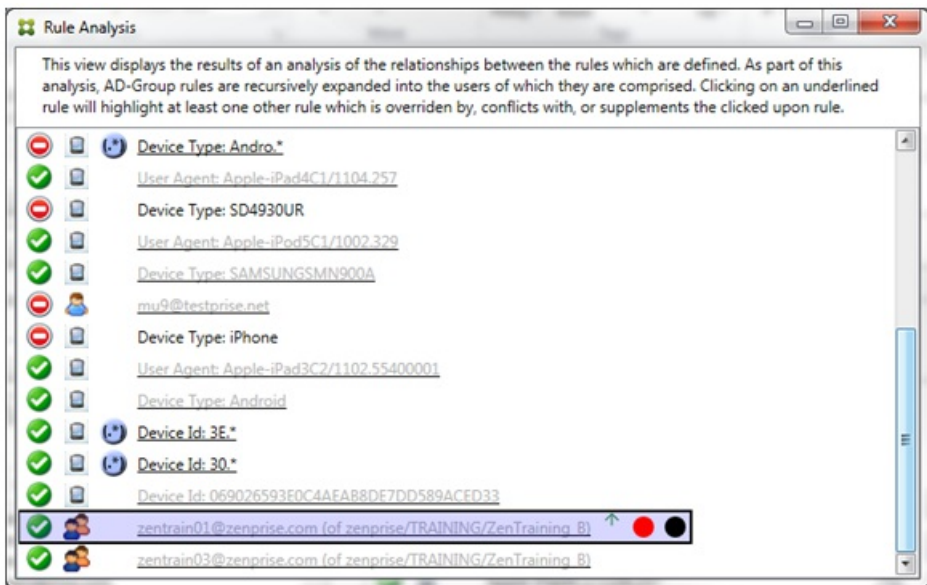 Rule Analysis
This view displays the results of an analysis of the relationships between the rules which are defined. As part of this
analysis, AD-Group rules are recursively expanded into the users of which they are comprised. Clicking on an underlined
rule will highlight at least one other rule which is overriden by, conflicts with, or supplements the clicked upon rule.
(.*) Device Type: Andro.*
User Agent: Apple-iPad4C1/1104.257
Device Type: SD4930UR
User Agent: Apple-iPod5C1/1002.329
Device Type: SAMSUNGSMN900A
mu9@testprise.net
Device Type: iPhone
User Agent: Apple-iPad3C2/1102.55400001
Device Type: Android
(.*) Device Id: 3E.*
(.*) Device Id: 30.*
Device Id: 069026593E0C4AEAB8DE7DD589ACED33
zentrain01@zenprise.com (of zenprise/TRAINING/ZenTraining_B)
zentrain03@zenprise.com (of zenprise/TRAINING/ZenTraining_B)